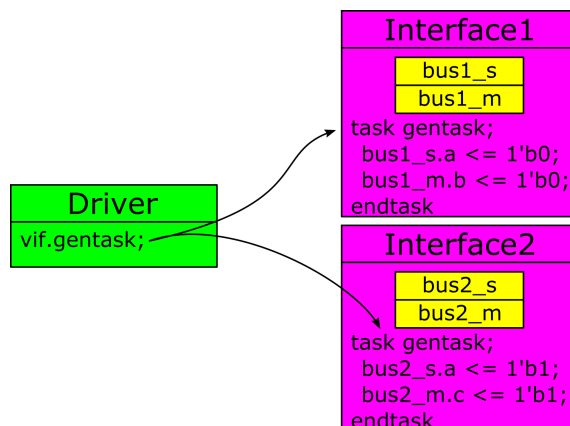 Driver
vif.gentask;
Interface1
bus1_s
bus1_m
task gentask;
bus1_s.a <= 1'b0;
bus1_m.b <= 1'b0;
endtask
Interface2
bus2_s
bus2_m
task gentask;
bus2_s.a <= 1'b1;
bus2_m.c <= 1'b1;
endtask